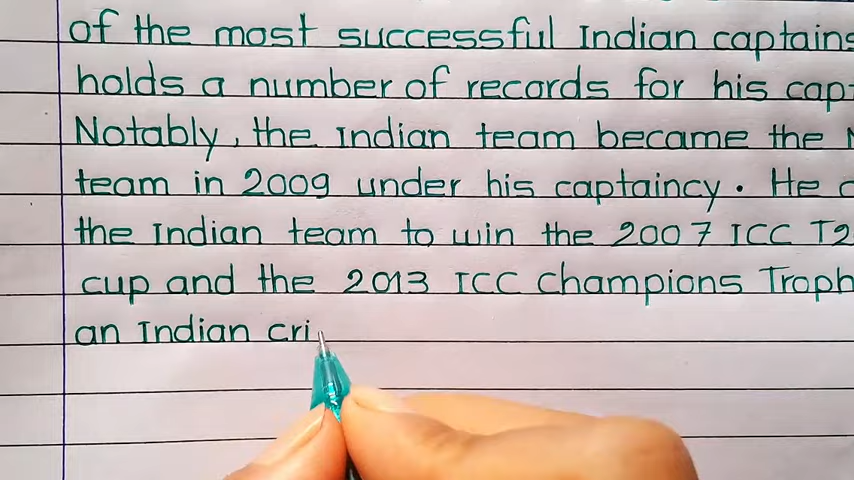 of the most successful Indian captains
holds a number of records for his cap
Notably, the Indian team became the N
team in 2009 under his captaincy. He c
the Indian team to win the 2007 ICC T2
cup and the 2013 ICC Champions Troph
an Indian cri